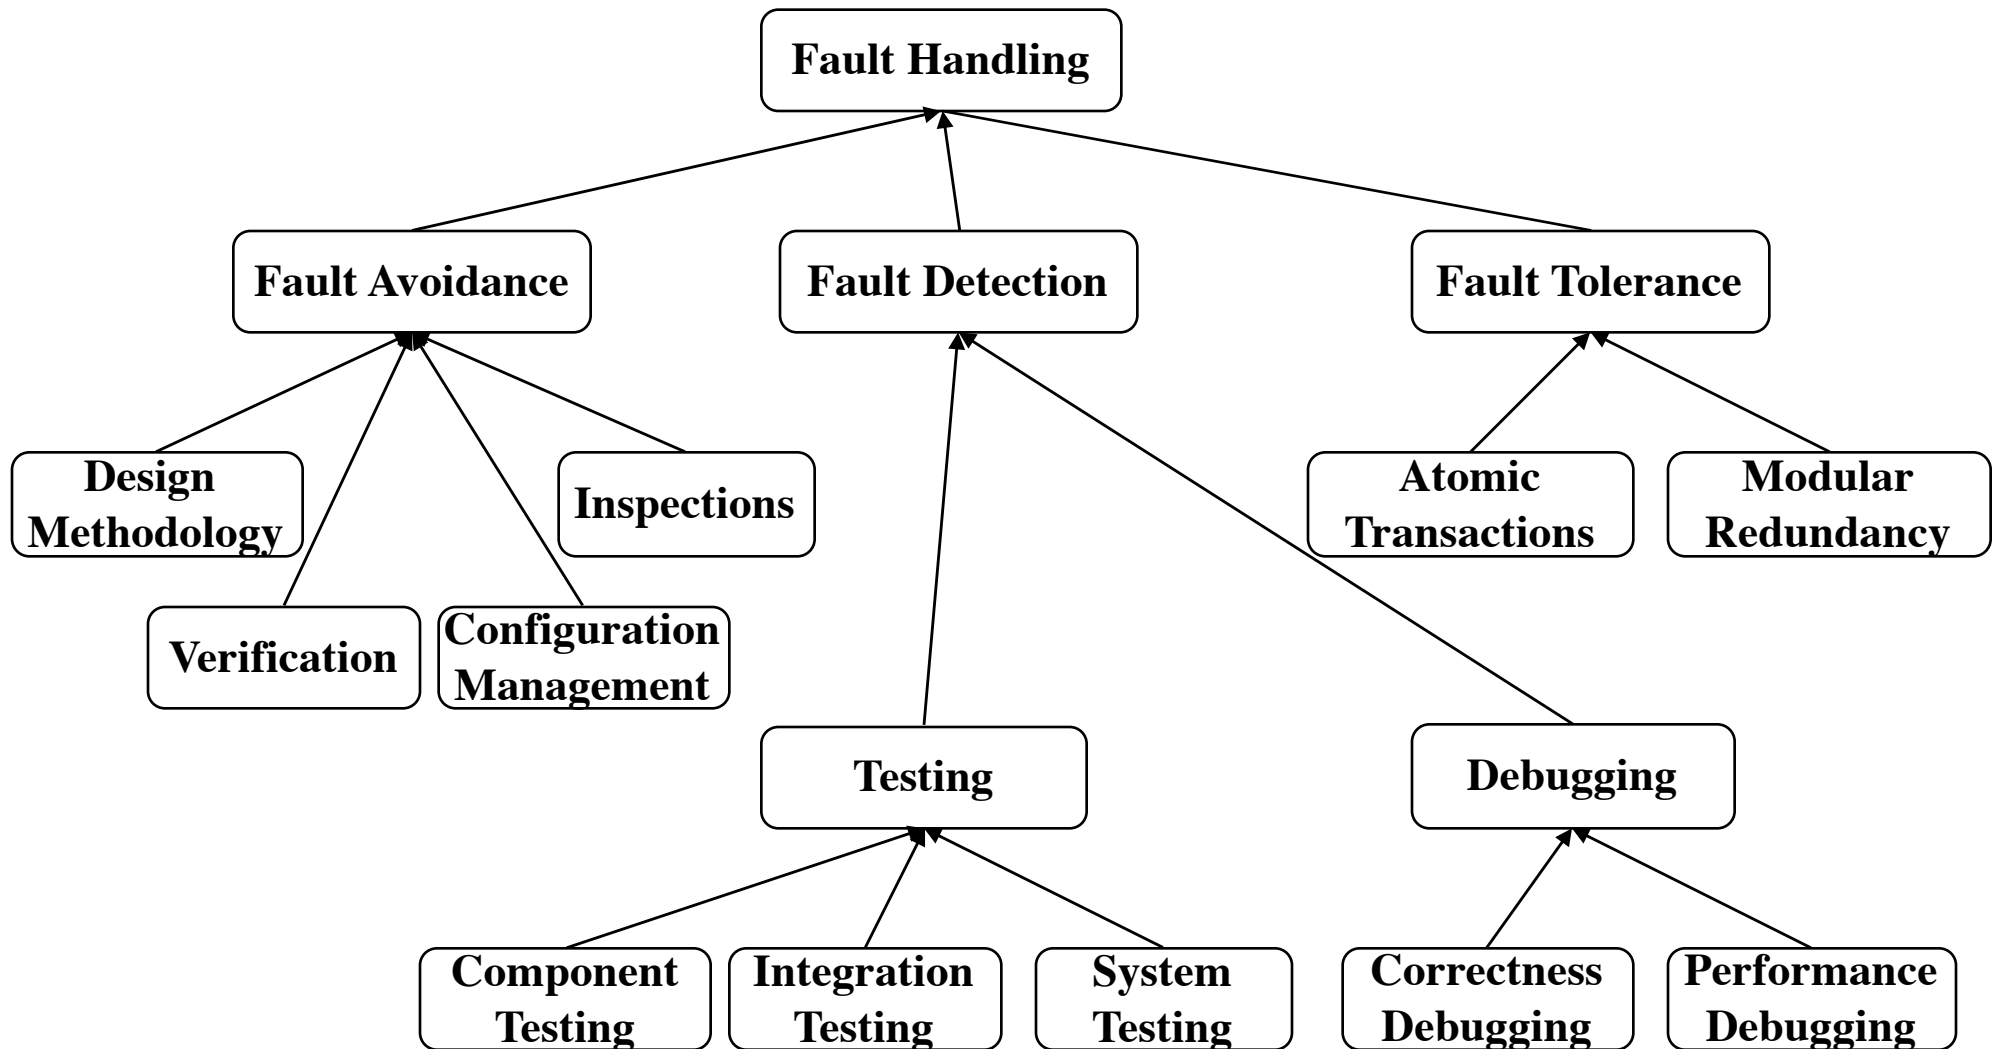 Fault Handling
Fault Avoidance
Fault Detection
Fault Tolerance
Design
Methodology
Inspections
Atomic
Transactions
Modular
Redundancy
Verification
Configuration
Management
Testing
Debugging
Component
Testing
Integration
Testing
System
Testing
Correctness
Debugging
Performance
Debugging